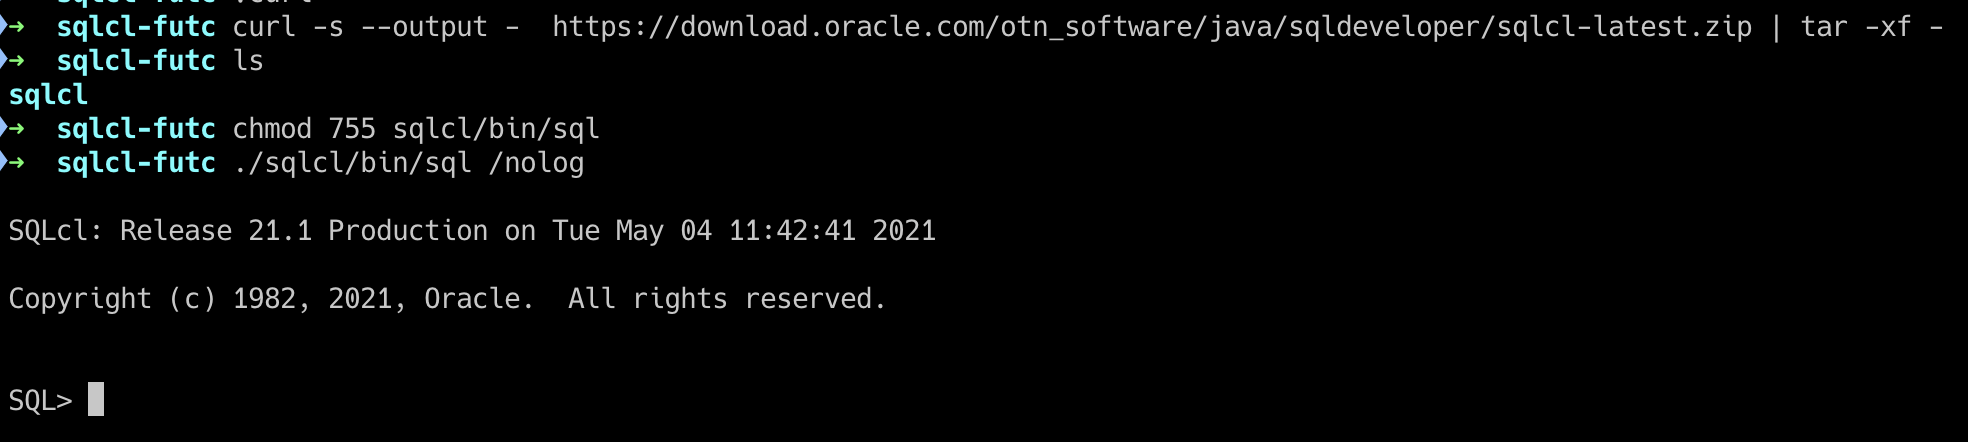 ➜  sqlcl-futc curl -s --output -  https://download.oracle.com/otn_software/java/sqldeveloper/sqlcl-latest.zip | tar -xf -
➜  sqlcl-futc ls
sqlcl
➜  sqlcl-futc chmod 755 sqlcl/bin/sql
➜  sqlcl-futc ./sqlcl/bin/sql /nolog
SQLcl: Release 21.1 Production on Tue May 04 11:42:41 2021
Copyright (c) 1982, 2021, Oracle.  All rights reserved.
SQL>